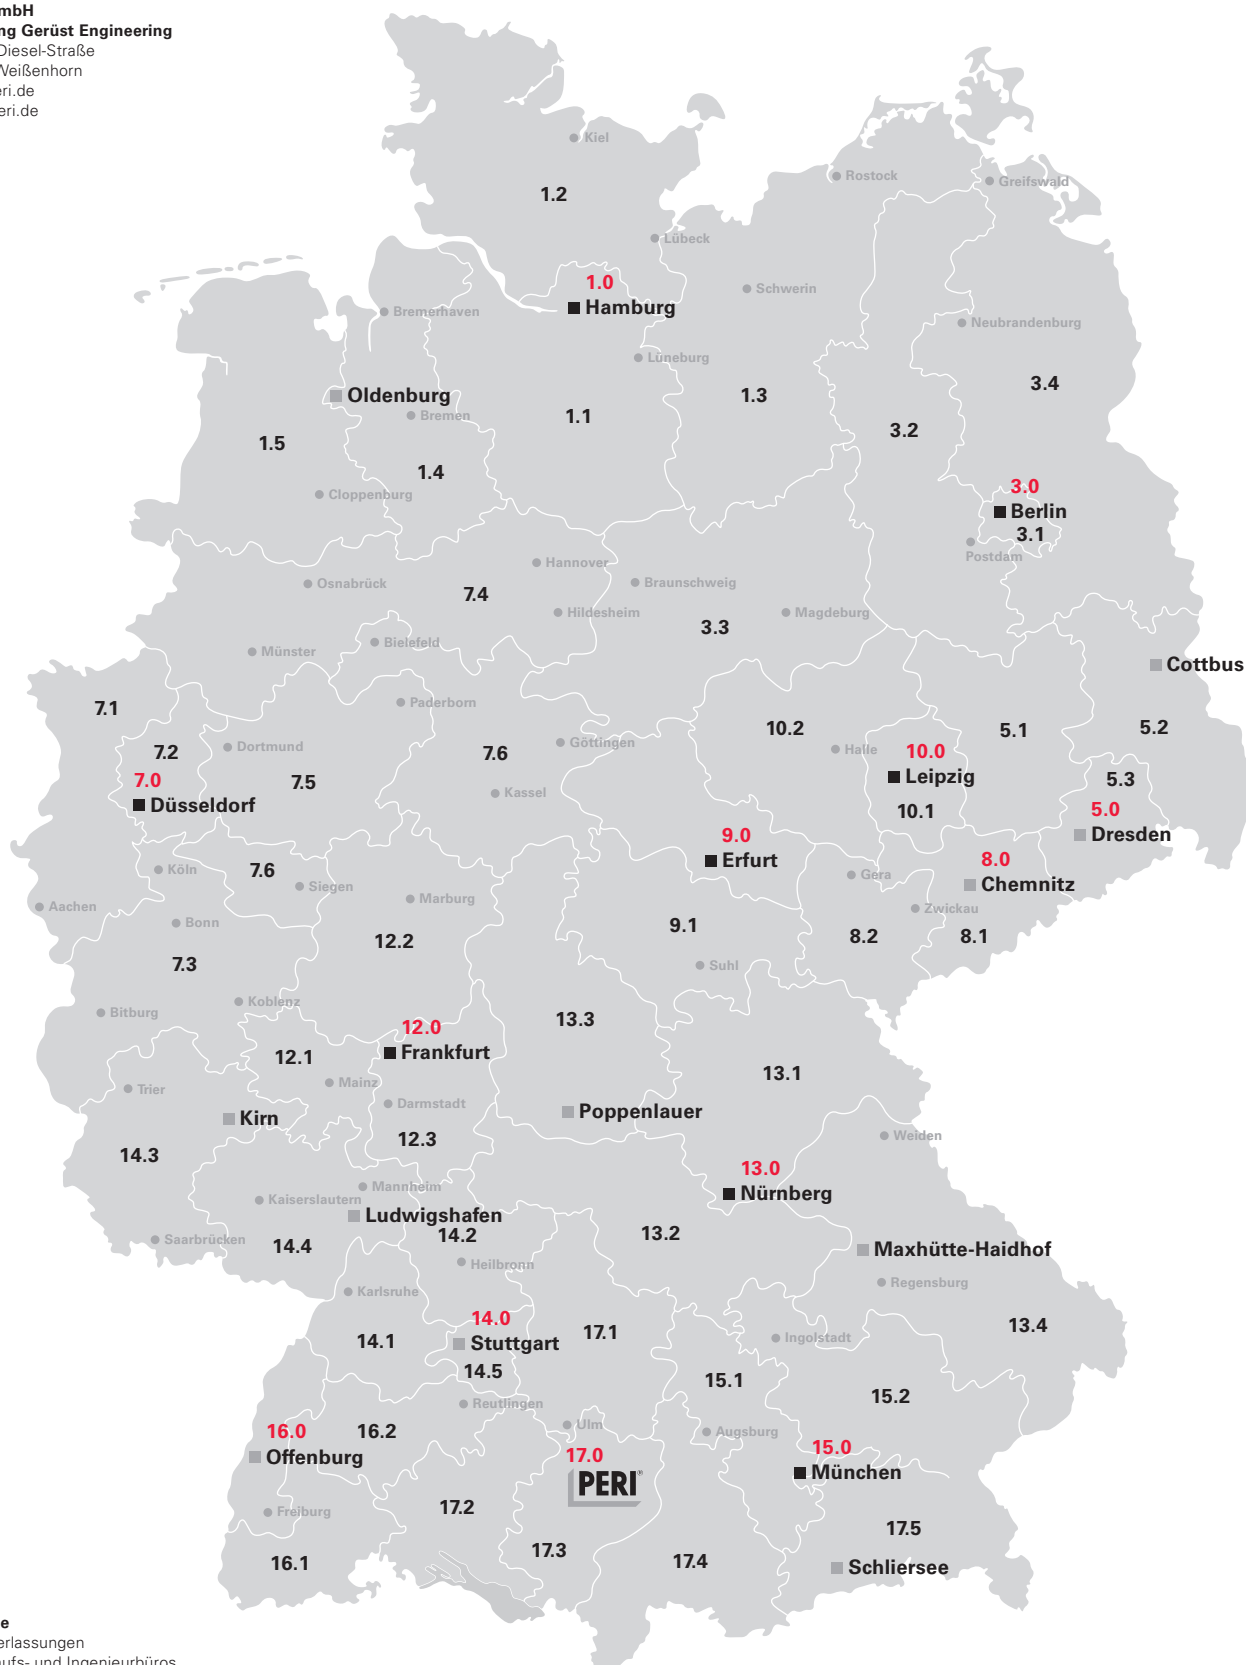 ng Gerüst Engineering
Diesel-Straße
Weißenhorn
eri.de
eri.de
Kiel
Rostock
Greifswald
1.2
Lübeck
1.0
Schwerin
Hamburg
Bremerhaven
Neubrandenburg
Lüneburg
3.4
Oldenburg
1.3
Bremen
1.1
3.2
1.5
1.4
3.0
Cloppenburg
Berlin
3.1
Postdam
Hannover
Osnabrück
Braunschweig
7.4
Hildesheim
Magdeburg
3.3
Bielefeld
Münster
Cottbus
7.1
Paderborn
10.2
5.1
5.2
7.2
Dortmund
7.6
Göttingen
Halle
10.0
7.0
7.5
Leipzig
5.3
Kassel
Düsseldorf
10.1
5.0
9.0
Dresden
Köln
7.6
Erfurt
8.0
Gera
Siegen
Chemnitz
Aachen
Marburg
Zwickau
Bonn
9.1
12.2
8.2
8.1
7.3
Suhl
Koblenz
Bitburg
13.3
12.0
12.1
Frankfurt
13.1
Mainz
Trier
Darmstadt
Poppenlauer
Kirn
12.3
Weiden
14.3
13.0
Mannheim
Nürnberg
Kaiserslautern
Ludwigshafen
14.2
13.2
Saarbrücken
14.4
Maxhütte-Haidhof
Heilbronn
Regensburg
Karlsruhe
14.0
13.4
17.1
14.1
Stuttgart
Ingolstadt
14.5
15.1
15.2
Reutlingen
Ulm
16.0
16.2
Augsburg
15.0
Offenburg
17.0
München
PERI®
17.2
Freiburg
17.5
17.3
16.1
17.4
Schliersee